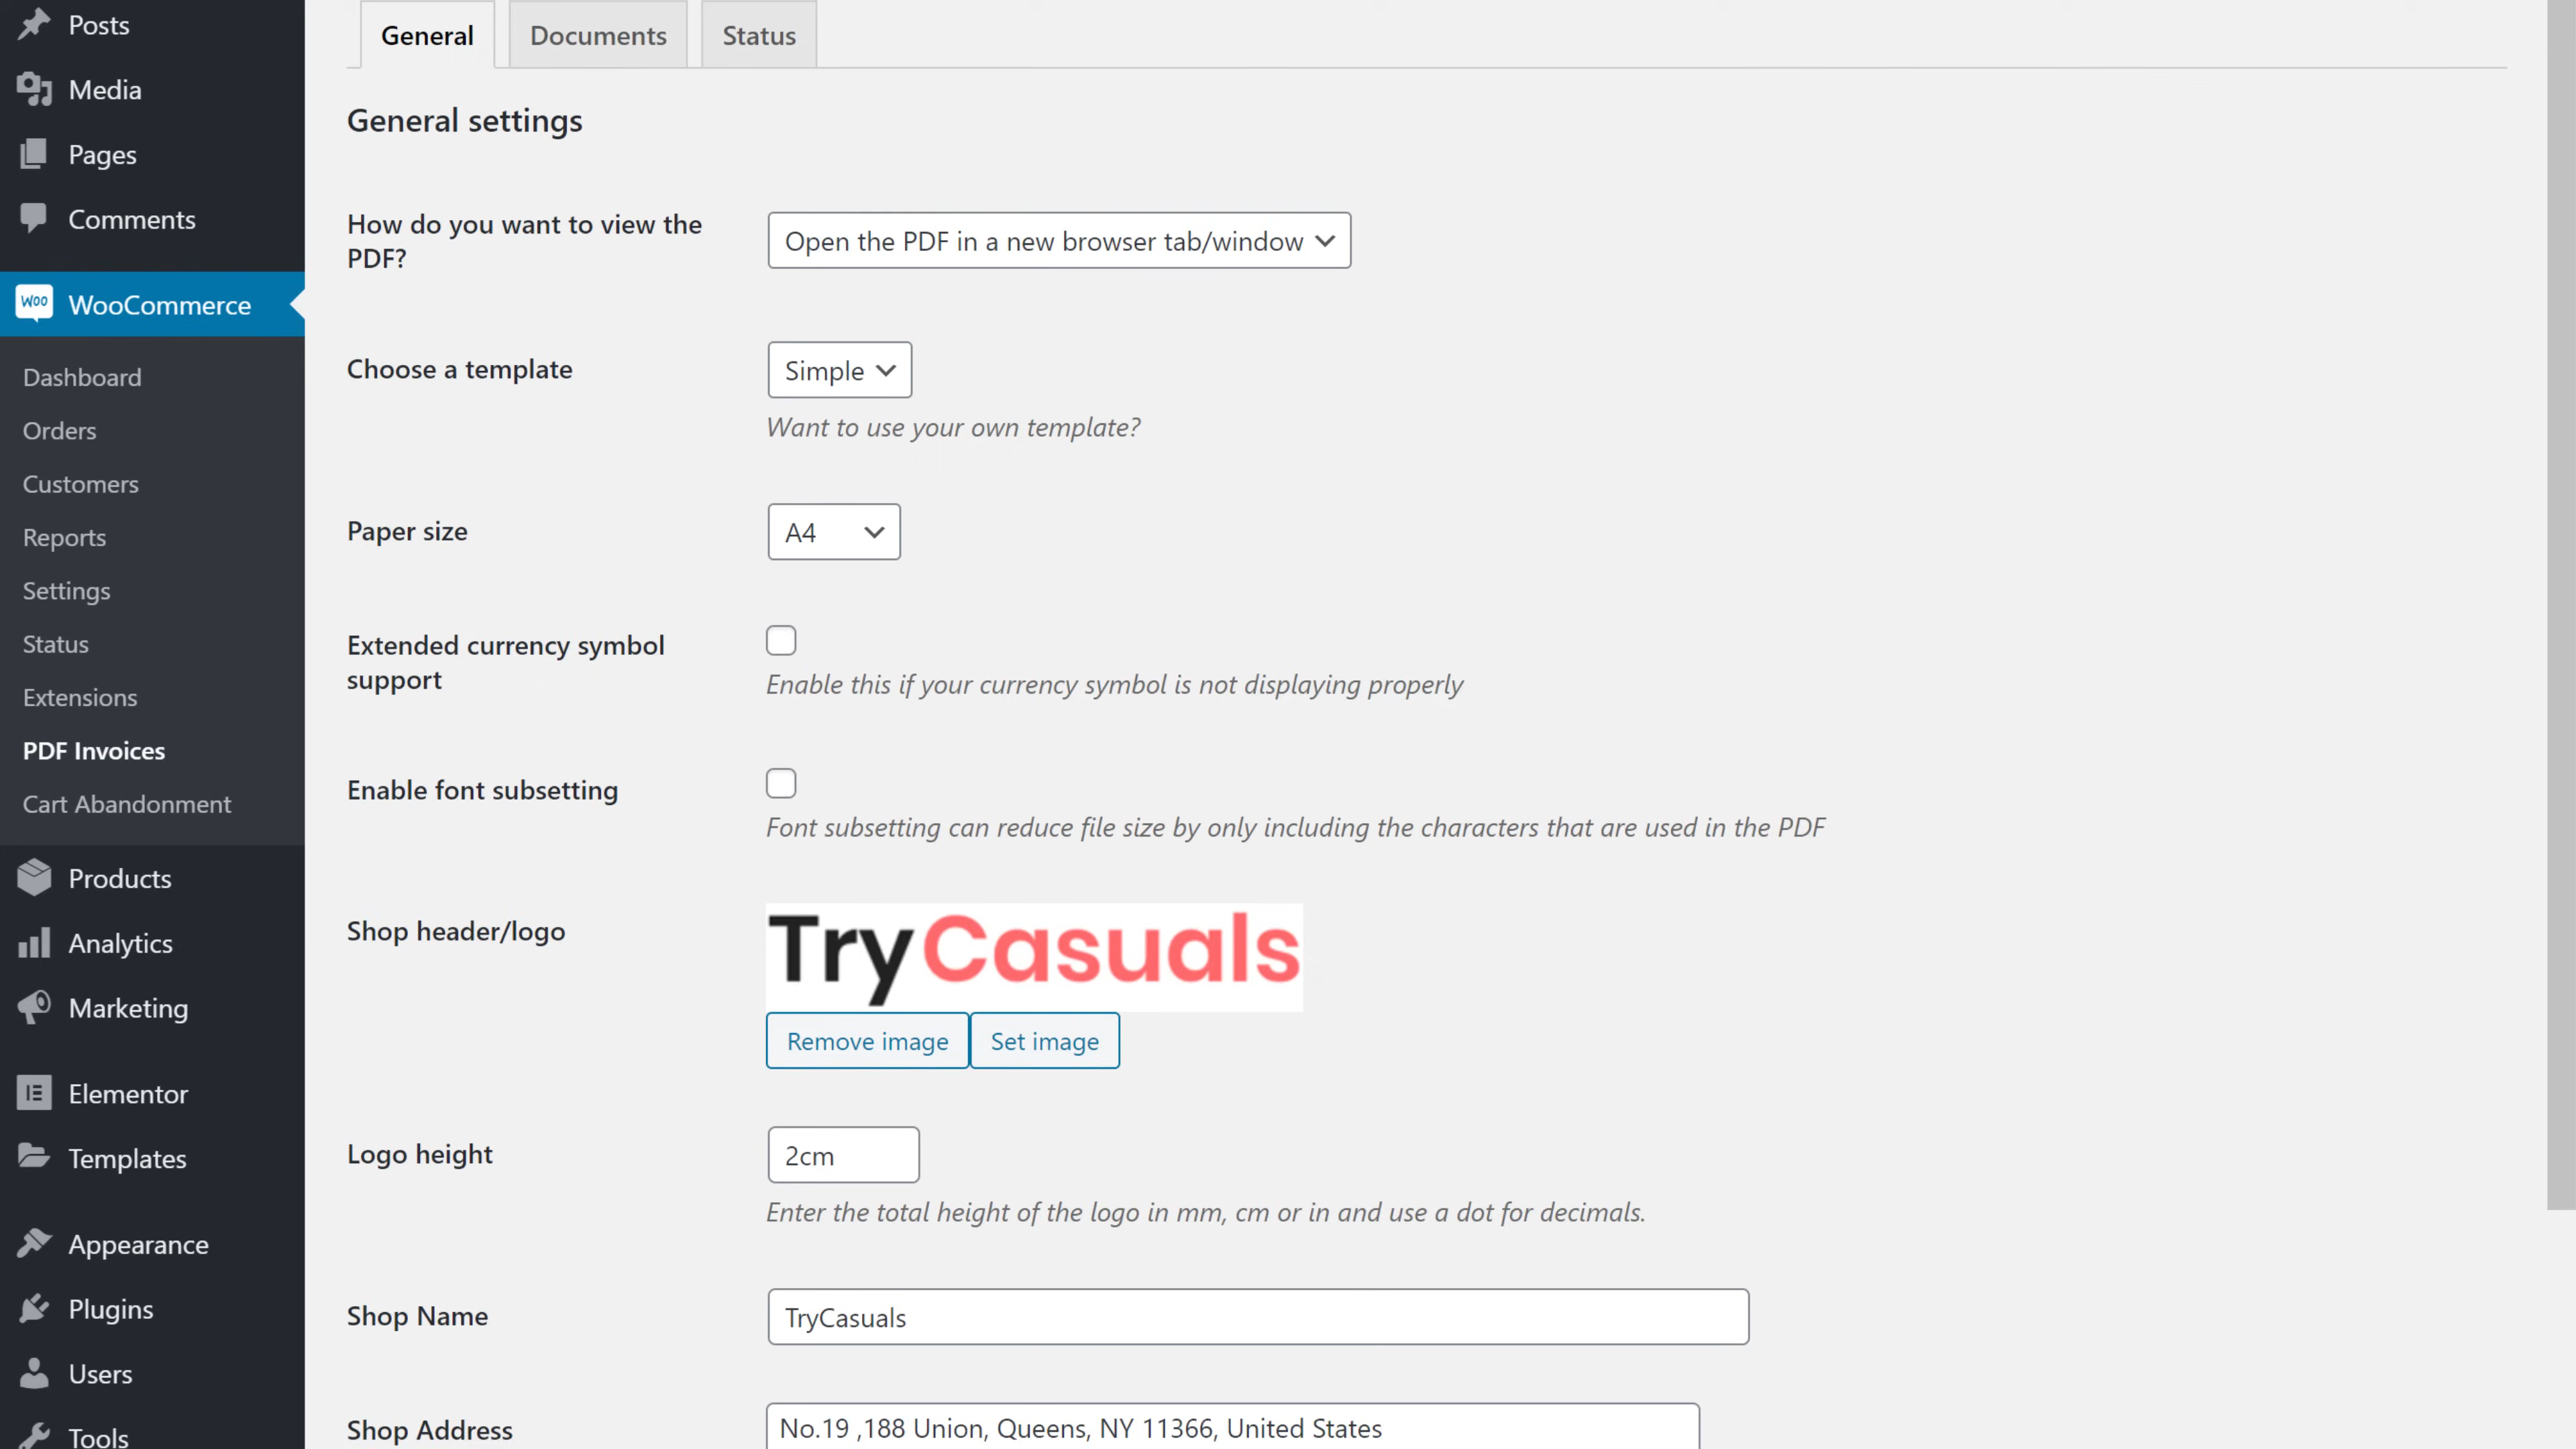 Posts
Media
Pages
Comments
Woo WooCommerce
Dashboard
Orders
Customers
Reports
Settings
Status
Extensions
PDF Invoices
Cart Abandonment
Products
Analytics
Marketing
Elementor
Templates
Appearance
Plugins
Users
Tools
General Documents Status
General settings
How do you want to view the
PDF?
Open the PDF in a new browser tab/window
Choose a template
Simple
Want to use your own template?
Paper size
A4
Extended currency symbol
support
Enable this if your currency symbol is not displaying properly
Enable font subsetting
Font subsetting can reduce file size by only including the characters that are used in the PDF
Shop header/logo
TryCasuals
Remove image Set image
Logo height
2cm
Enter the total height of the logo in mm, cm or in and use a dot for decimals.
Shop Name
TryCasuals
Shop Address
No.19 ,188 Union, Queens, NY 11366, United States